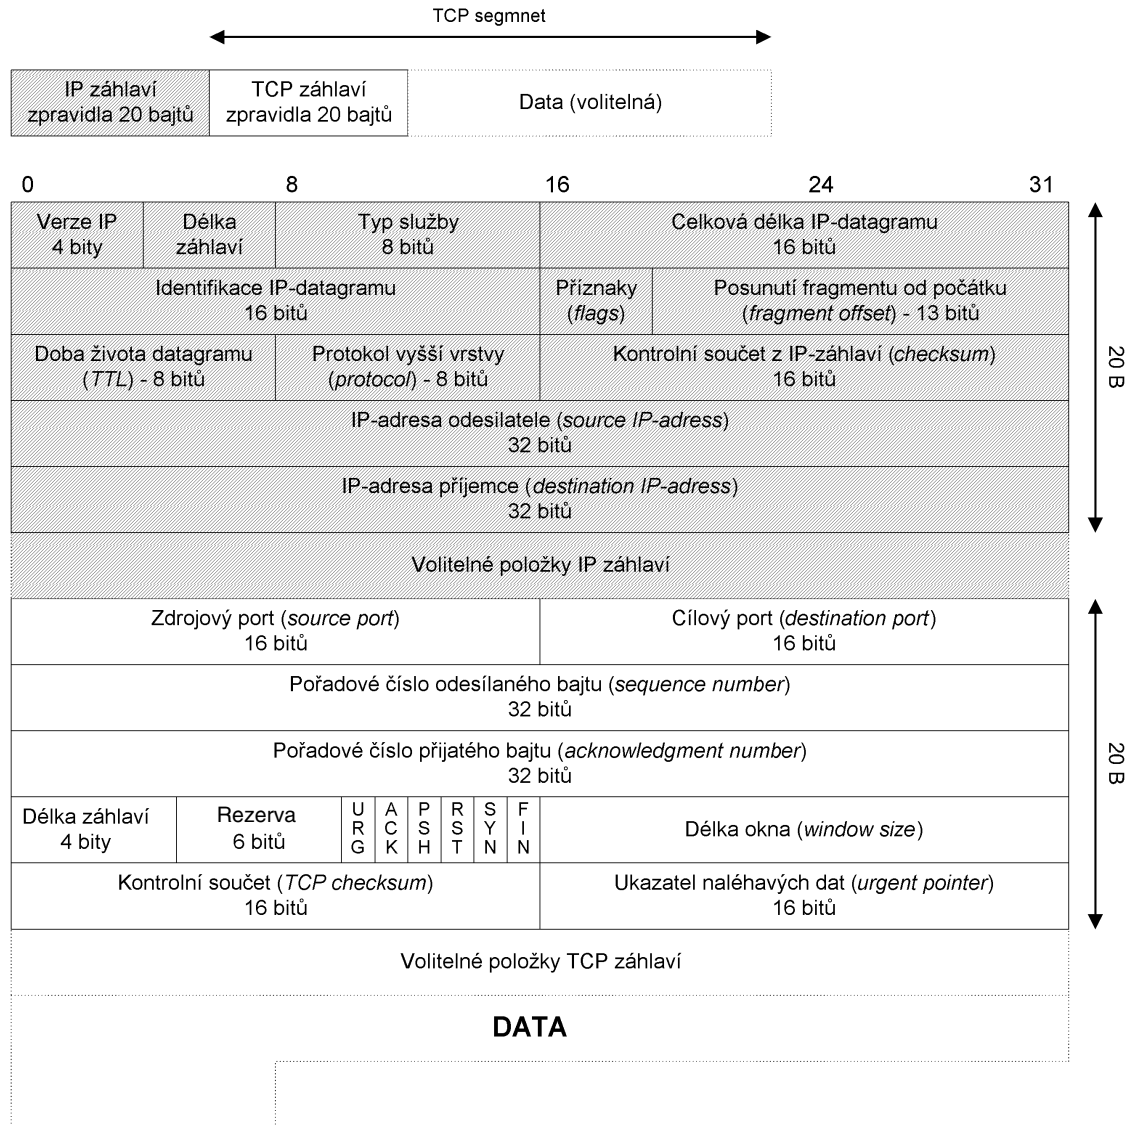 TCP segmnet
IP záhlaví
zpravidla 20 bajtů
TCP záhlaví
zpravidla 20 bajtů
Data (volitelná)
0 8 16 24 31
Verze IP
4 bity
Délka
záhlaví
Typ služby
8 bitů
Celková délka IP-datagramu
16 bitů
Identifikace IP-datagramu
16 bitů
Příznaky
(flags)
Posunutí fragmentu od počátku
(fragment offset) - 13 bitů
Doba života datagramu
(TTL) - 8 bitů
Protokol vyšší vrstvy
(protocol) - 8 bitů
Kontrolní součet z IP-záhlaví (checksum)
16 bitů
IP-adresa odesilatele (source IP-adress)
32 bitů
IP-adresa příjemce (destination IP-adress)
32 bitů
20 B
Volitelné položky IP záhlaví
Zdrojový port (source port)
16 bitů
Cílový port (destination port)
16 bitů
Pořadové číslo odesílaného bajtu (sequence number)
32 bitů
Pořadové číslo přijatého bajtu (acknowledgment number)
32 bitů
Délka záhlaví
4 bity
Rezerva
6 bitů
URG
ACK
PSH
RST
SYN
FIN
Délka okna (window size)
Kontrolní součet (TCP checksum)
16 bitů
Ukazatel naléhavých dat (urgent pointer)
16 bitů
20 B
Volitelné položky TCP záhlaví
DATA